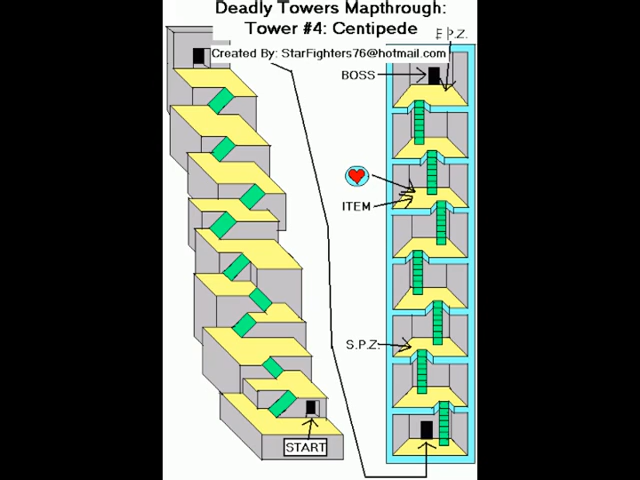 Deadly Towers Mapthrough:
Tower #4: Centipede
Created By: StarFighters76@hotmail.com
E.P.Z.
BOSS
ITEM
S.P.Z.
START